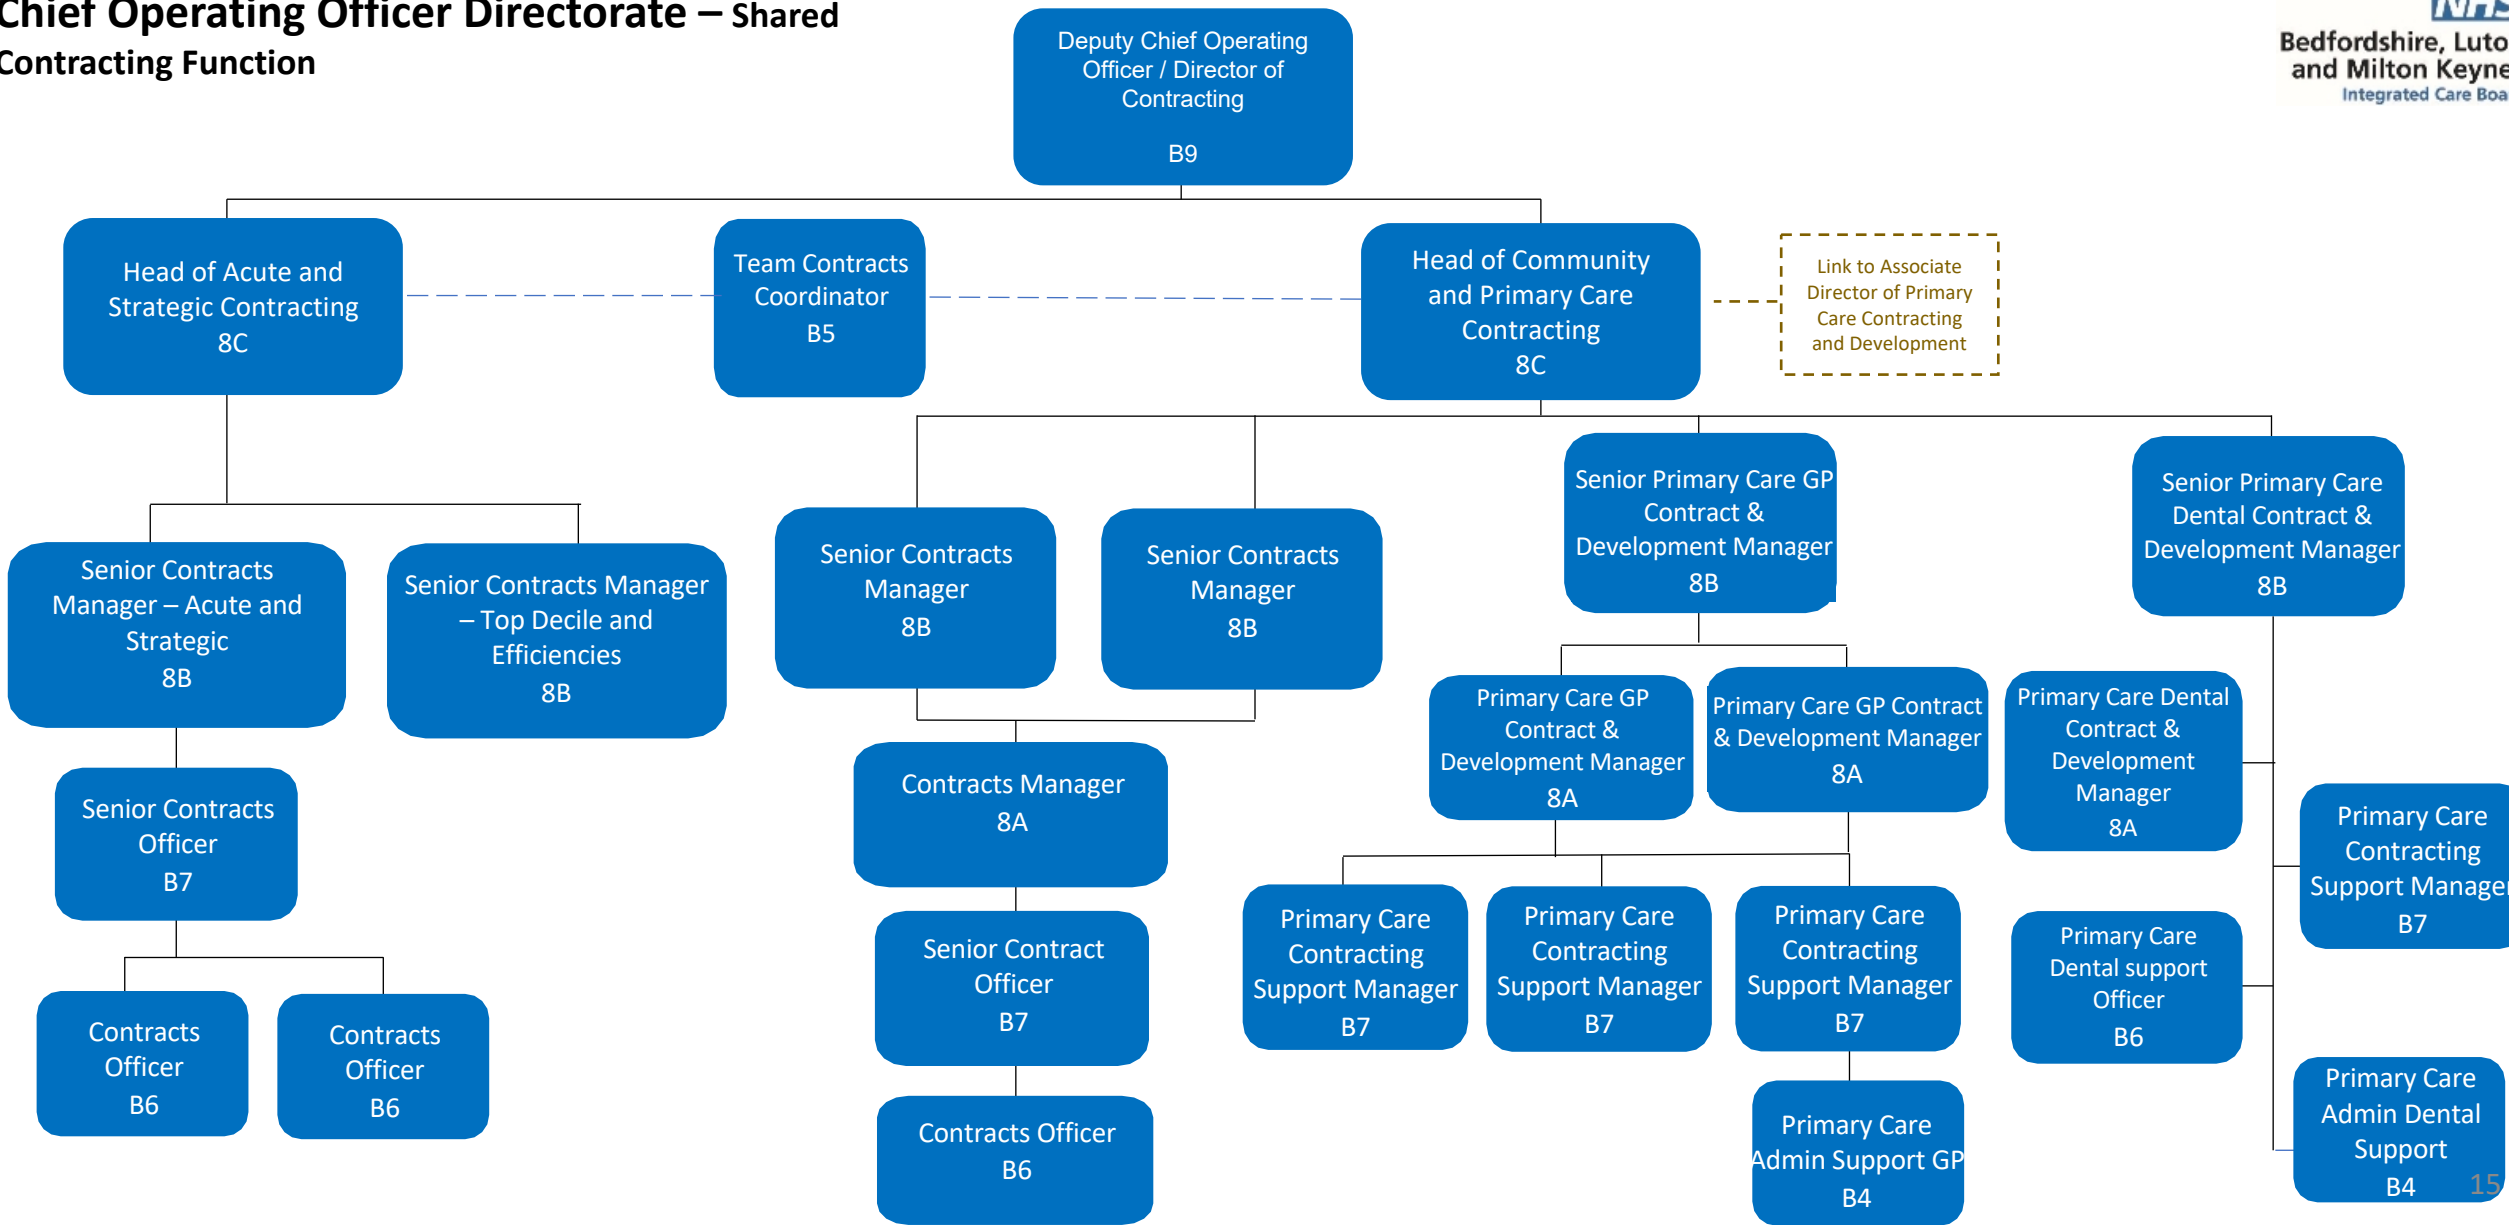 Chief Operating Officer Directorate – Shared
Contracting Function
NHS
Bedfordshire, Luto
and Milton Keyne
Integrated Care Boa
Deputy Chief Operating
Officer / Director of
Contracting
B9
Head of Acute and
Strategic Contracting
8C
Team Contracts
Coordinator
B5
Head of Community
and Primary Care
Contracting
8C
Link to Associate
Director of Primary
Care Contracting
and Development
Senior Contracts
Manager – Acute and
Strategic
8B
Senior Contracts Manager
– Top Decile and
Efficiencies
8B
Senior Contracts
Manager
8B
Senior Contracts
Manager
8B
Senior Primary Care GP
Contract &
Development Manager
8B
Senior Primary Care
Dental Contract &
Development Manager
8B
Senior Contracts
Officer
B7
Contracts
Officer
B6
Contracts
Officer
B6
Contracts Manager
8A
Senior Contract
Officer
B7
Contracts Officer
B6
Primary Care GP
Contract &
Development Manager
8A
Primary Care GP Contract
& Development Manager
8A
Primary Care
Contracting
Support Manager
B7
Primary Care
Contracting
Support Manager
B7
Primary Care
Contracting
Support Manager
B7
Primary Care
Admin Support GP
B4
Primary Care Dental
Contract &
Development
Manager
8A
Primary Care
Contracting
Support Manager
B7
Primary Care
Dental support
Officer
B6
Primary Care
Admin Dental
Support
B4
15